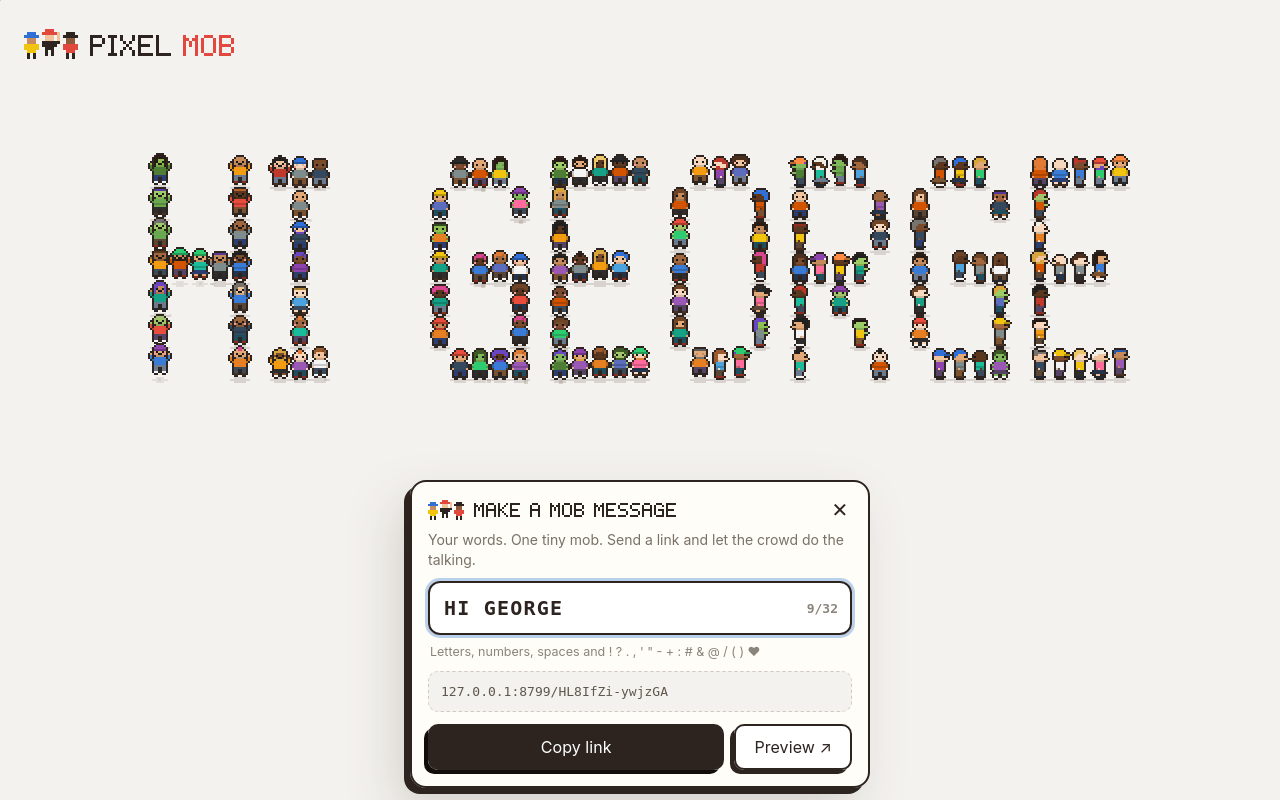 PIXEL MOB
HI GEORGE
MAKE A MOB MESSAGE
Your words. One tiny mob. Send a link and let the crowd do the
talking.
HI GEORGE
9/32
Letters, numbers, spaces and ! ? . , ' " - + : # & @ / ( ) ♥
127.0.0.1:8799/HL8IfZi-ywjzGA
Copy link
Preview ↗